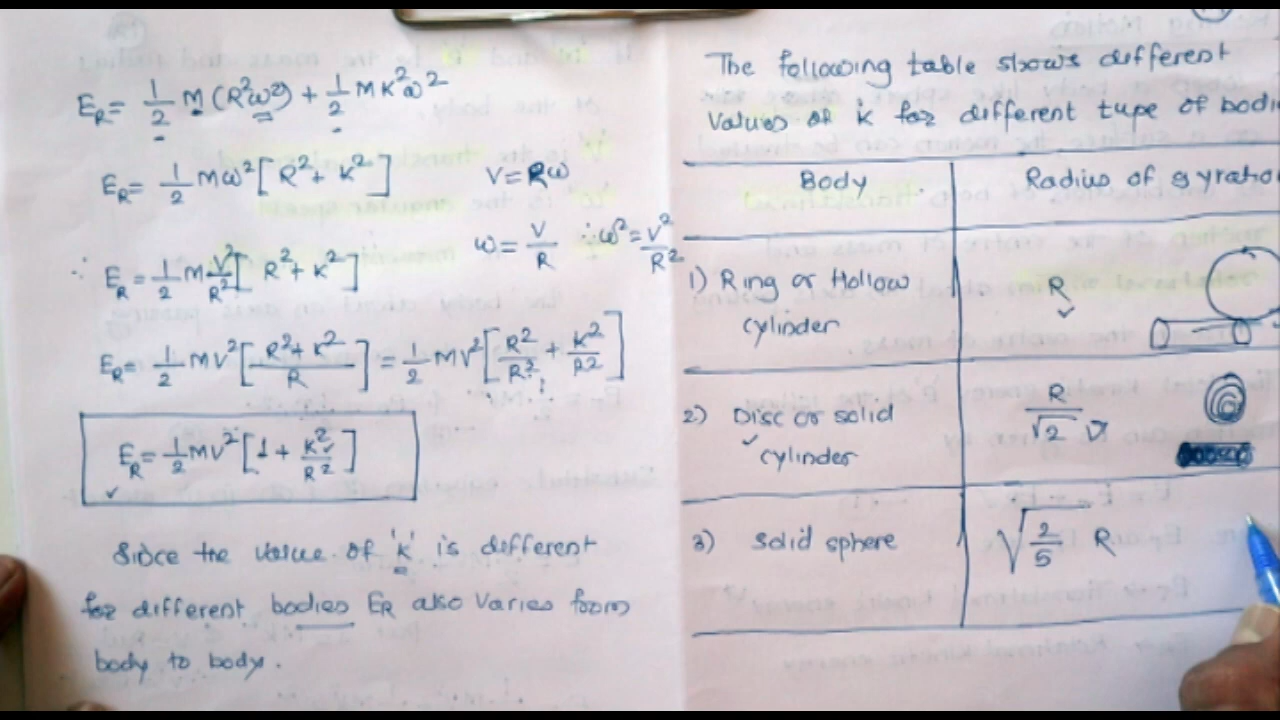 E_R = 1/2 M (R²ω²) + 1/2 MK²ω²
E_R = 1/2 Mω² [R² + K²]
V = Rω
ω = V/R ∴ ω² = V²/R²
∴ E_R = 1/2 M V²/R² [R² + K²]
E_R = 1/2 MV² [(R² + K²)/R] = 1/2 MV² [R²/R² + K²/R²]
E_R = 1/2 MV² [1 + K²/R²]
Since the value of 'K' is different
for different bodies E_R also varies from
body to body.
The following table shows different
Values of K for different type of bodi
Body Radius of gyratio
1) Ring or Hollow R
cylinder
2) Disc or solid R/√2
cylinder
3) Solid sphere √(2/5) R